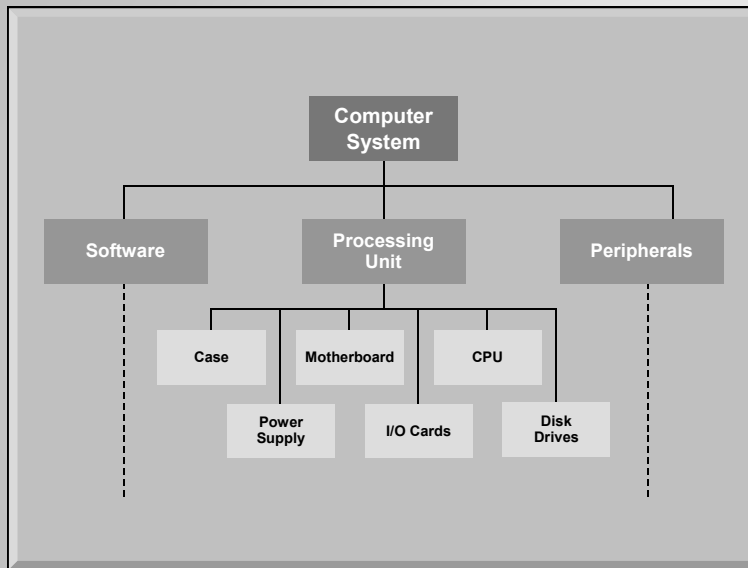 Computer
System
Software
Processing
Unit
Peripherals
Case
Motherboard
CPU
Power
Supply
I/O Cards
Disk
Drives